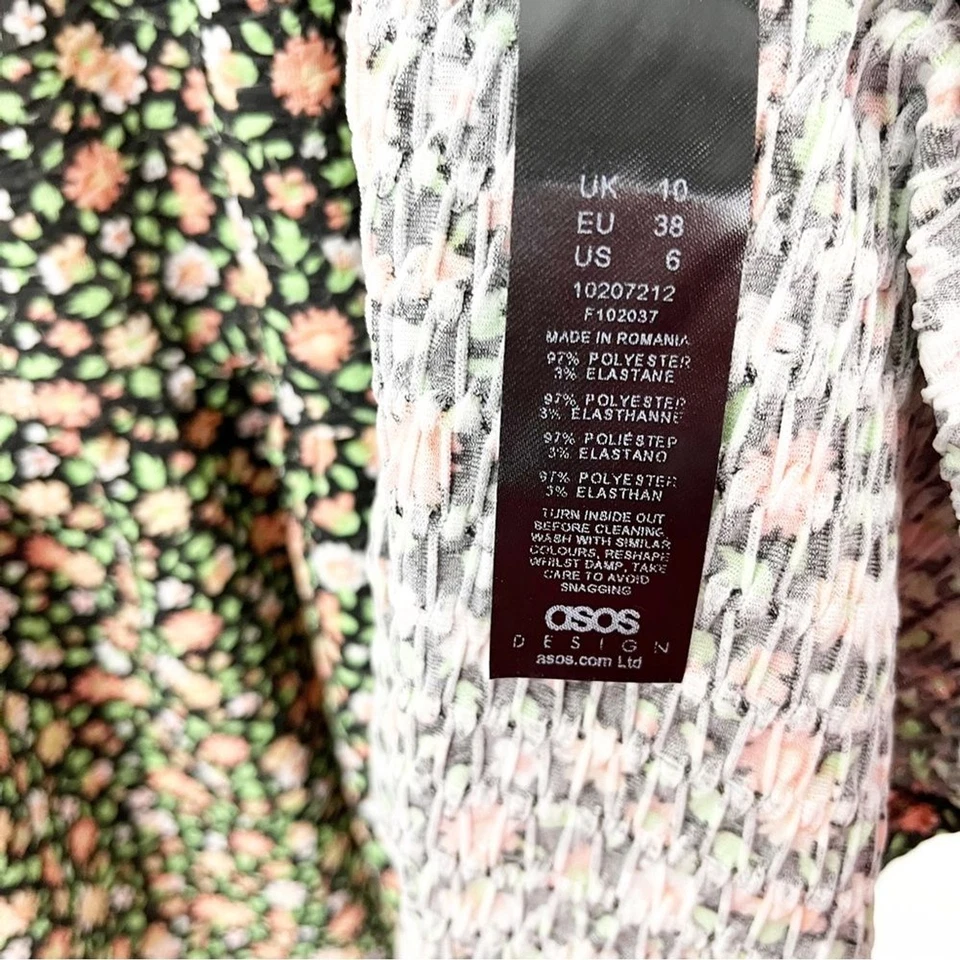 UK 10
EU 38
US 6
10207212
F102037
MADE IN ROMANIA
97% POLYESTER
3% ELASTANE
97% POLYESTER
3% ELASTHANNE
97% POLIÉSTER
3% ELASTANO
97% POLYESTER
3% ELASTHAN
TURN INSIDE OUT
BEFORE CLEANING,
WASH WITH SIMILAR
COLOURS, RESHAPE
WHILST DAMP, TAKE
CARE TO AVOID
SNAGGING
asos
DESIGN
asos.com Ltd